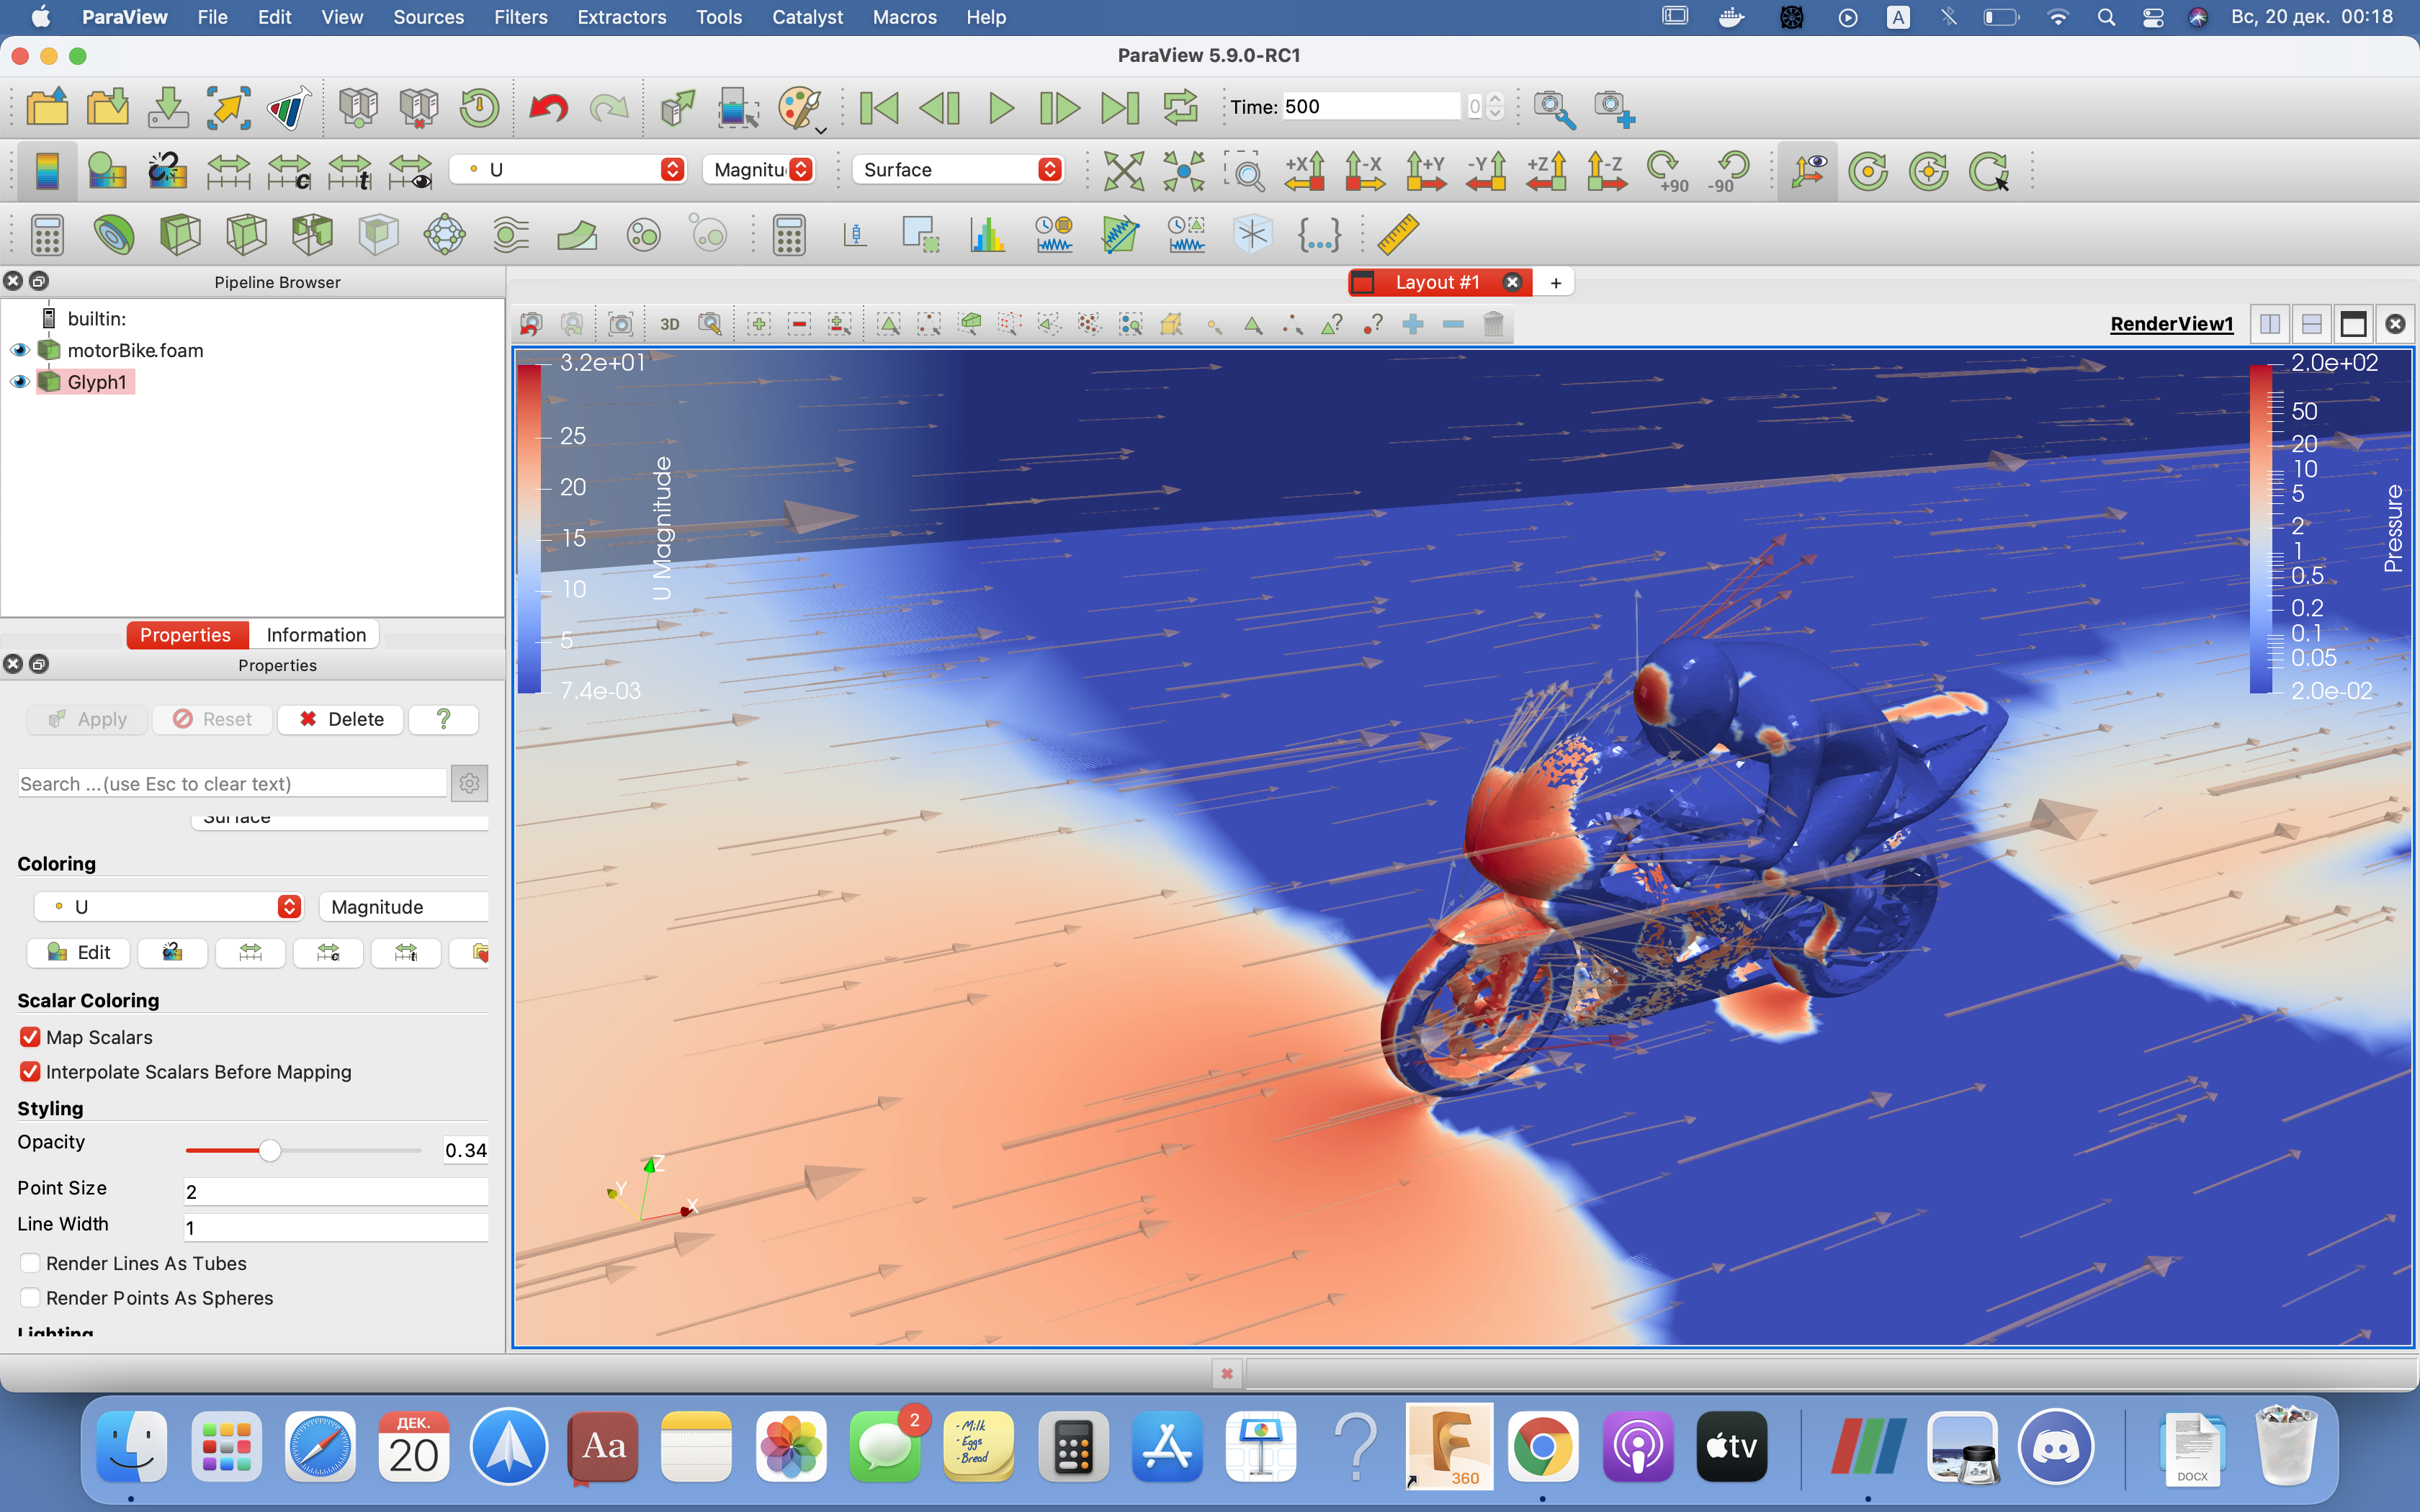 ParaView File Edit View Sources Filters Extractors Tools Catalyst Macros Help A Вс, 20 дек. 00:18
ParaView 5.9.0-RC1
Time: 500 0
U Magnitu Surface +X -X +Y -Y +Z -Z +90 -90
Pipeline Browser
Layout #1 +
builtin:
motorBike.foam
Glyph1
3D
RenderView1
3.2e+01
25
20
15
10
5
7.4e-03
U Magnitude
2.0e+02
50
20
10
5
2
1
0.5
0.2
0.1
0.05
2.0e-02
Pressure
Z
Y
X
Properties Information
Properties
Apply Reset Delete ?
Search ...(use Esc to clear text)
Surface
Coloring
U Magnitude
Edit
Scalar Coloring
Map Scalars
Interpolate Scalars Before Mapping
Styling
Opacity 0.34
Point Size 2
Line Width 1
Render Lines As Tubes
Render Points As Spheres
Lighting
ДЕК.
20
Aa
2
- Milk
- Eggs
- Bread
360
tv
DOCX